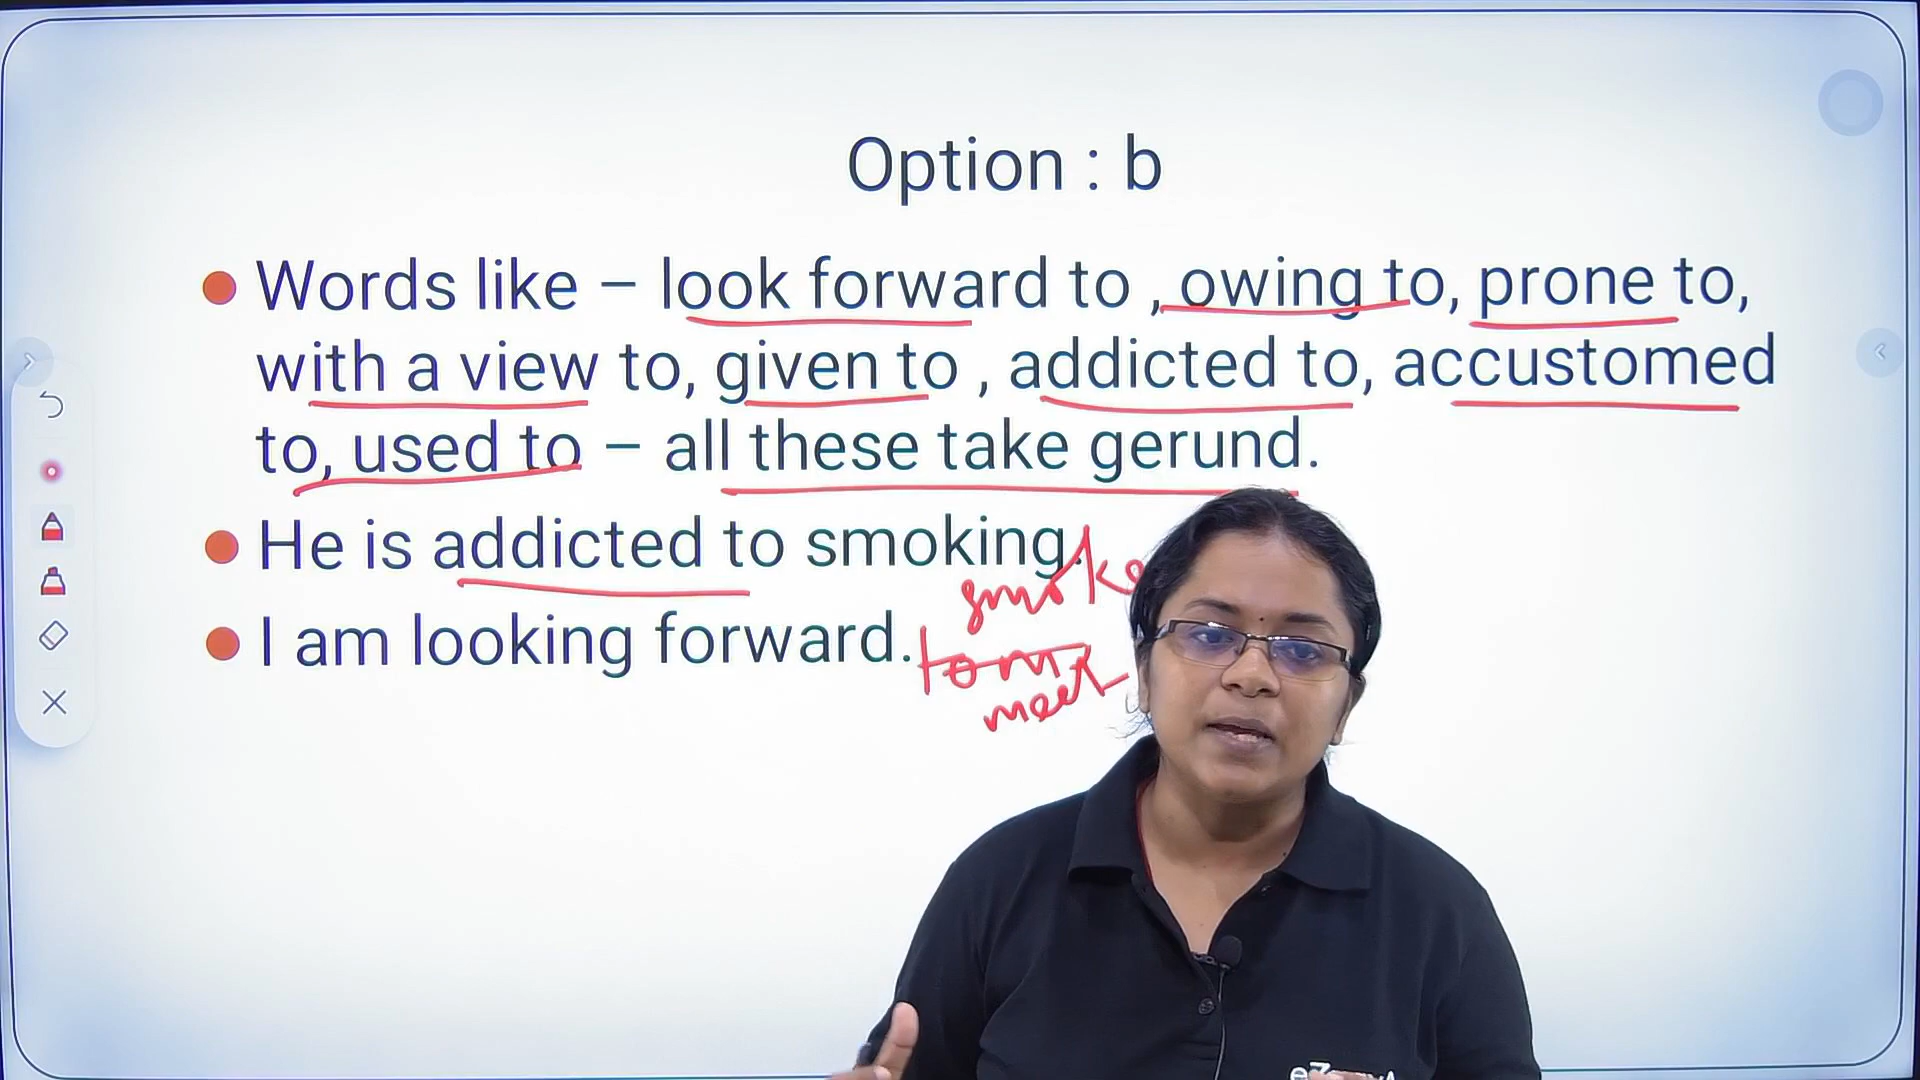 Option : b
Words like – look forward to , owing to, prone to,
with a view to, given to , addicted to, accustomed
to, used to – all these take gerund.
He is addicted to smoking.
smoke
I am looking forward.
meet